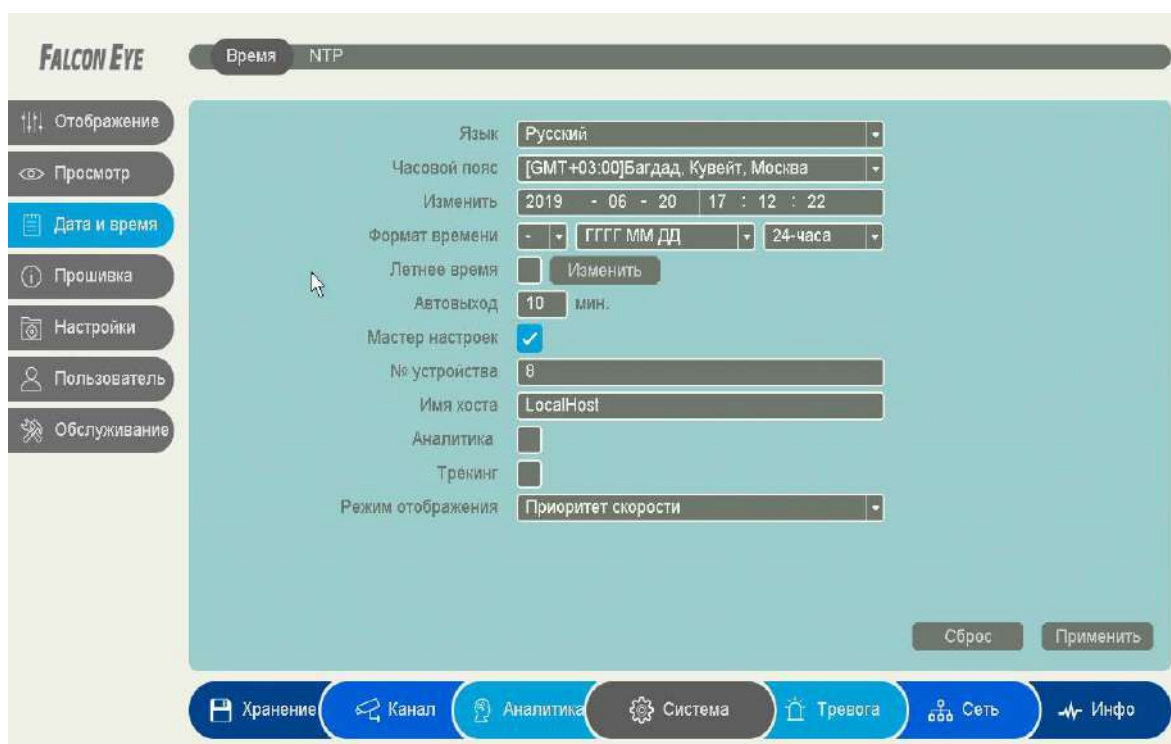 FALCON EYE
Время NTP
Отображение
Просмотр
Дата и время
Прошивка
Настройки
Пользователь
Обслуживание
Язык Русский
Часовой пояс [GMT+03:00]Багдад, Кувейт, Москва
Изменить 2019 - 06 - 20 17 : 12 : 22
Формат времени - ГГГГ ММ ДД 24-часа
Летнее время Изменить
Автовыход 10 мин.
Мастер настроек
№ устройства 8
Имя хоста LocalHost
Аналитика
Трекинг
Режим отображения Приоритет скорости
Сброс Применить
Хранение Канал Аналитика Система Тревога Сеть Инфо